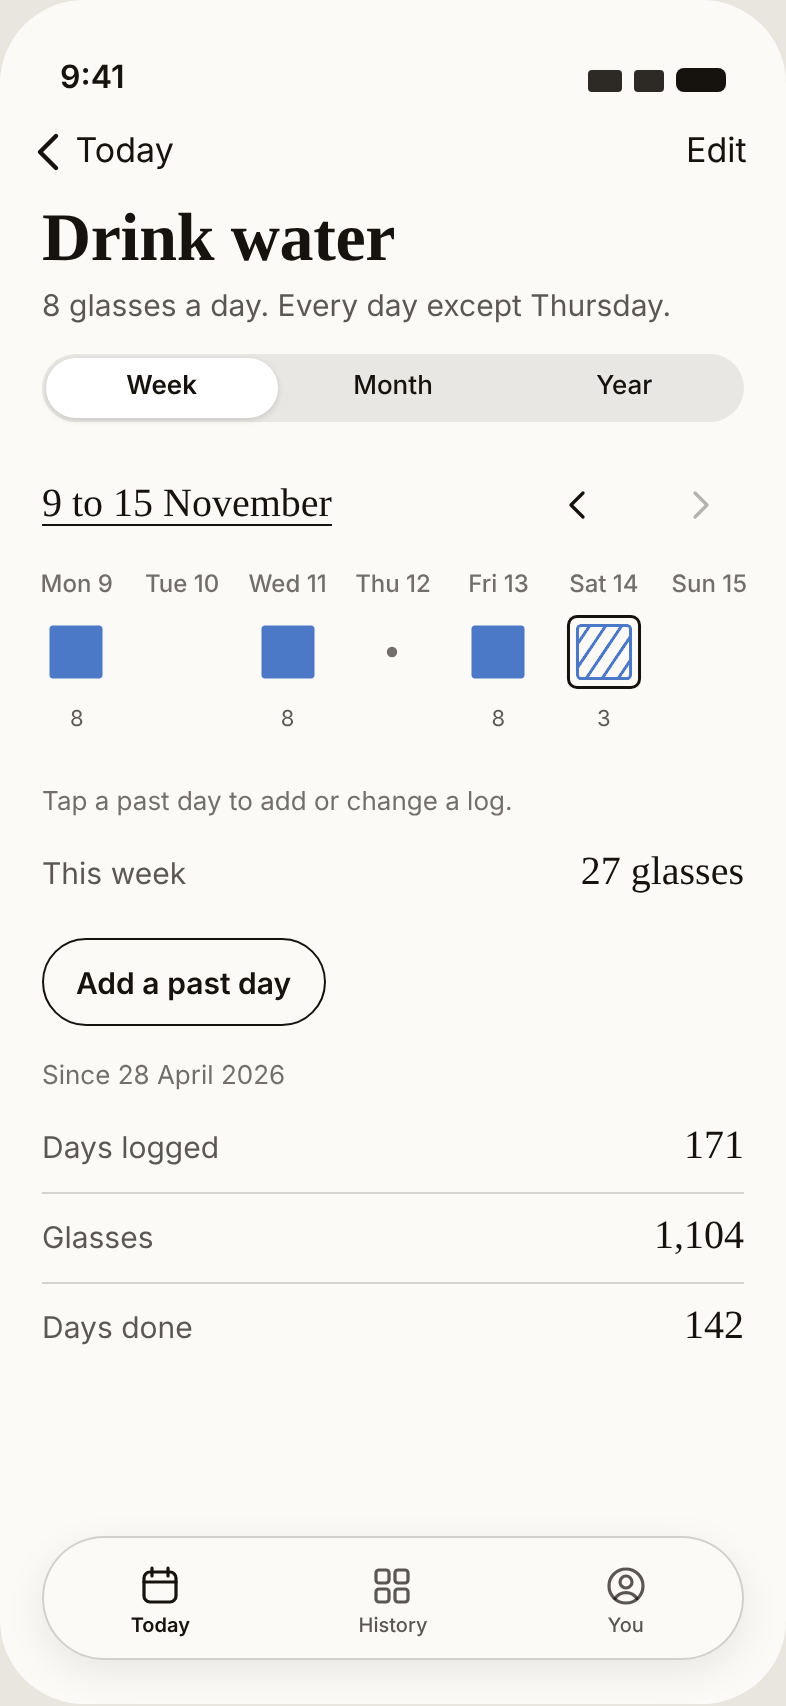 9:41
Today Edit
Drink water
8 glasses a day. Every day except Thursday.
Week Month Year
9 to 15 November
Mon 9 Tue 10 Wed 11 Thu 12 Fri 13 Sat 14 Sun 15
8 8 8 3
Tap a past day to add or change a log.
This week 27 glasses
Add a past day
Since 28 April 2026
Days logged 171
Glasses 1,104
Days done 142
Today History You